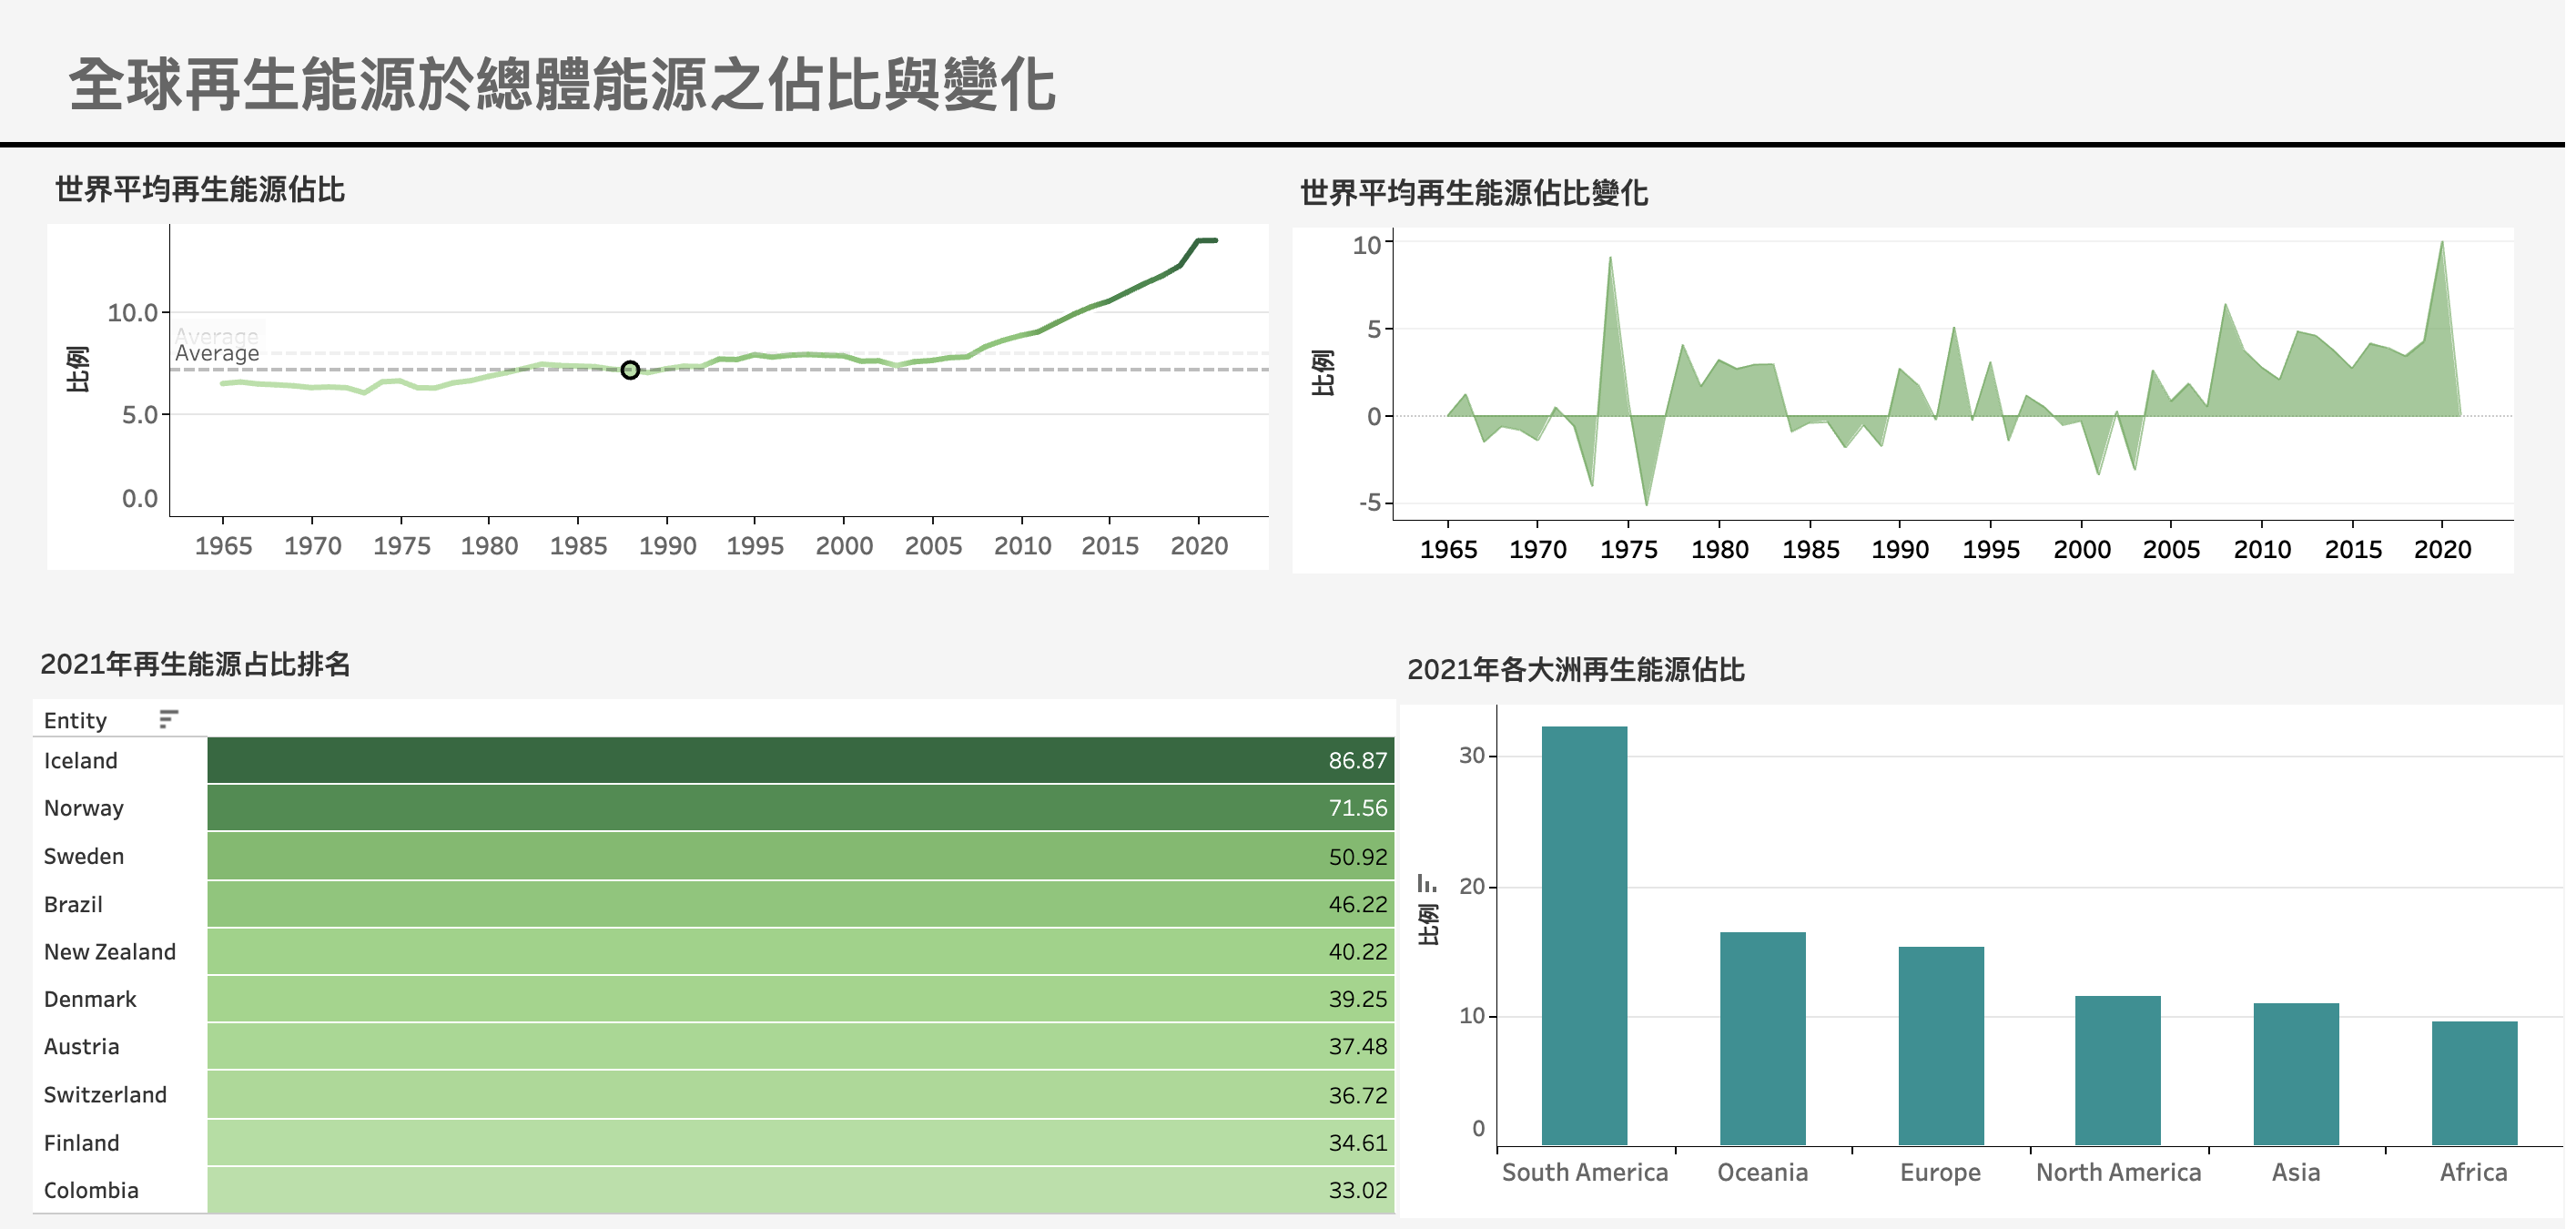 全球再生能源於總體能源之佔比與變化
世界平均再生能源佔比
比例
10.0
5.0
0.0
Average
Average
1965 1970 1975 1980 1985 1990 1995 2000 2005 2010 2015 2020
世界平均再生能源佔比變化
比例
10
5
0
-5
1965 1970 1975 1980 1985 1990 1995 2000 2005 2010 2015 2020
2021年再生能源占比排名
Entity
Iceland 86.87
Norway 71.56
Sweden 50.92
Brazil 46.22
New Zealand 40.22
Denmark 39.25
Austria 37.48
Switzerland 36.72
Finland 34.61
Colombia 33.02
2021年各大洲再生能源佔比
比例
30
20
10
0
South America Oceania Europe North America Asia Africa